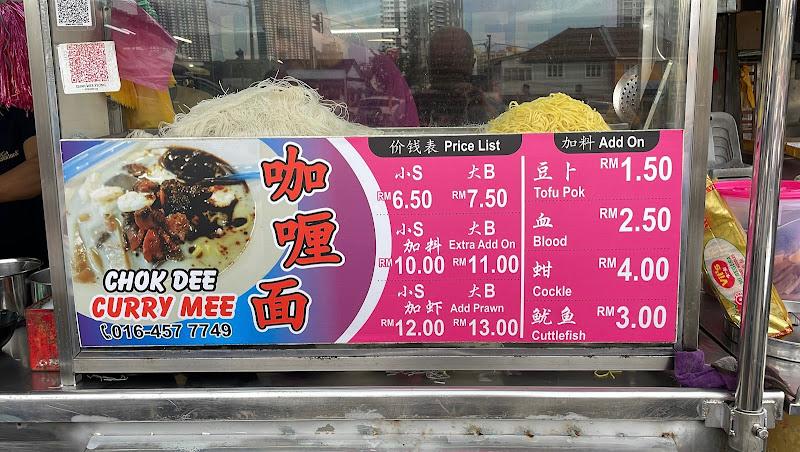 咖喱面
CHOK DEE
CURRY MEE
016-457 7749
价钱表 Price List
小S 大B
RM6.50 RM7.50
小S 大B
加料 Extra Add On
RM10.00 RM11.00
小S 大B
加虾 Add Prawn
RM12.00 RM13.00
加料 Add On
豆卜 RM1.50
Tofu Pok
血 RM2.50
Blood
蚶 RM4.00
Cockle
鱿鱼 RM3.00
Cuttlefish